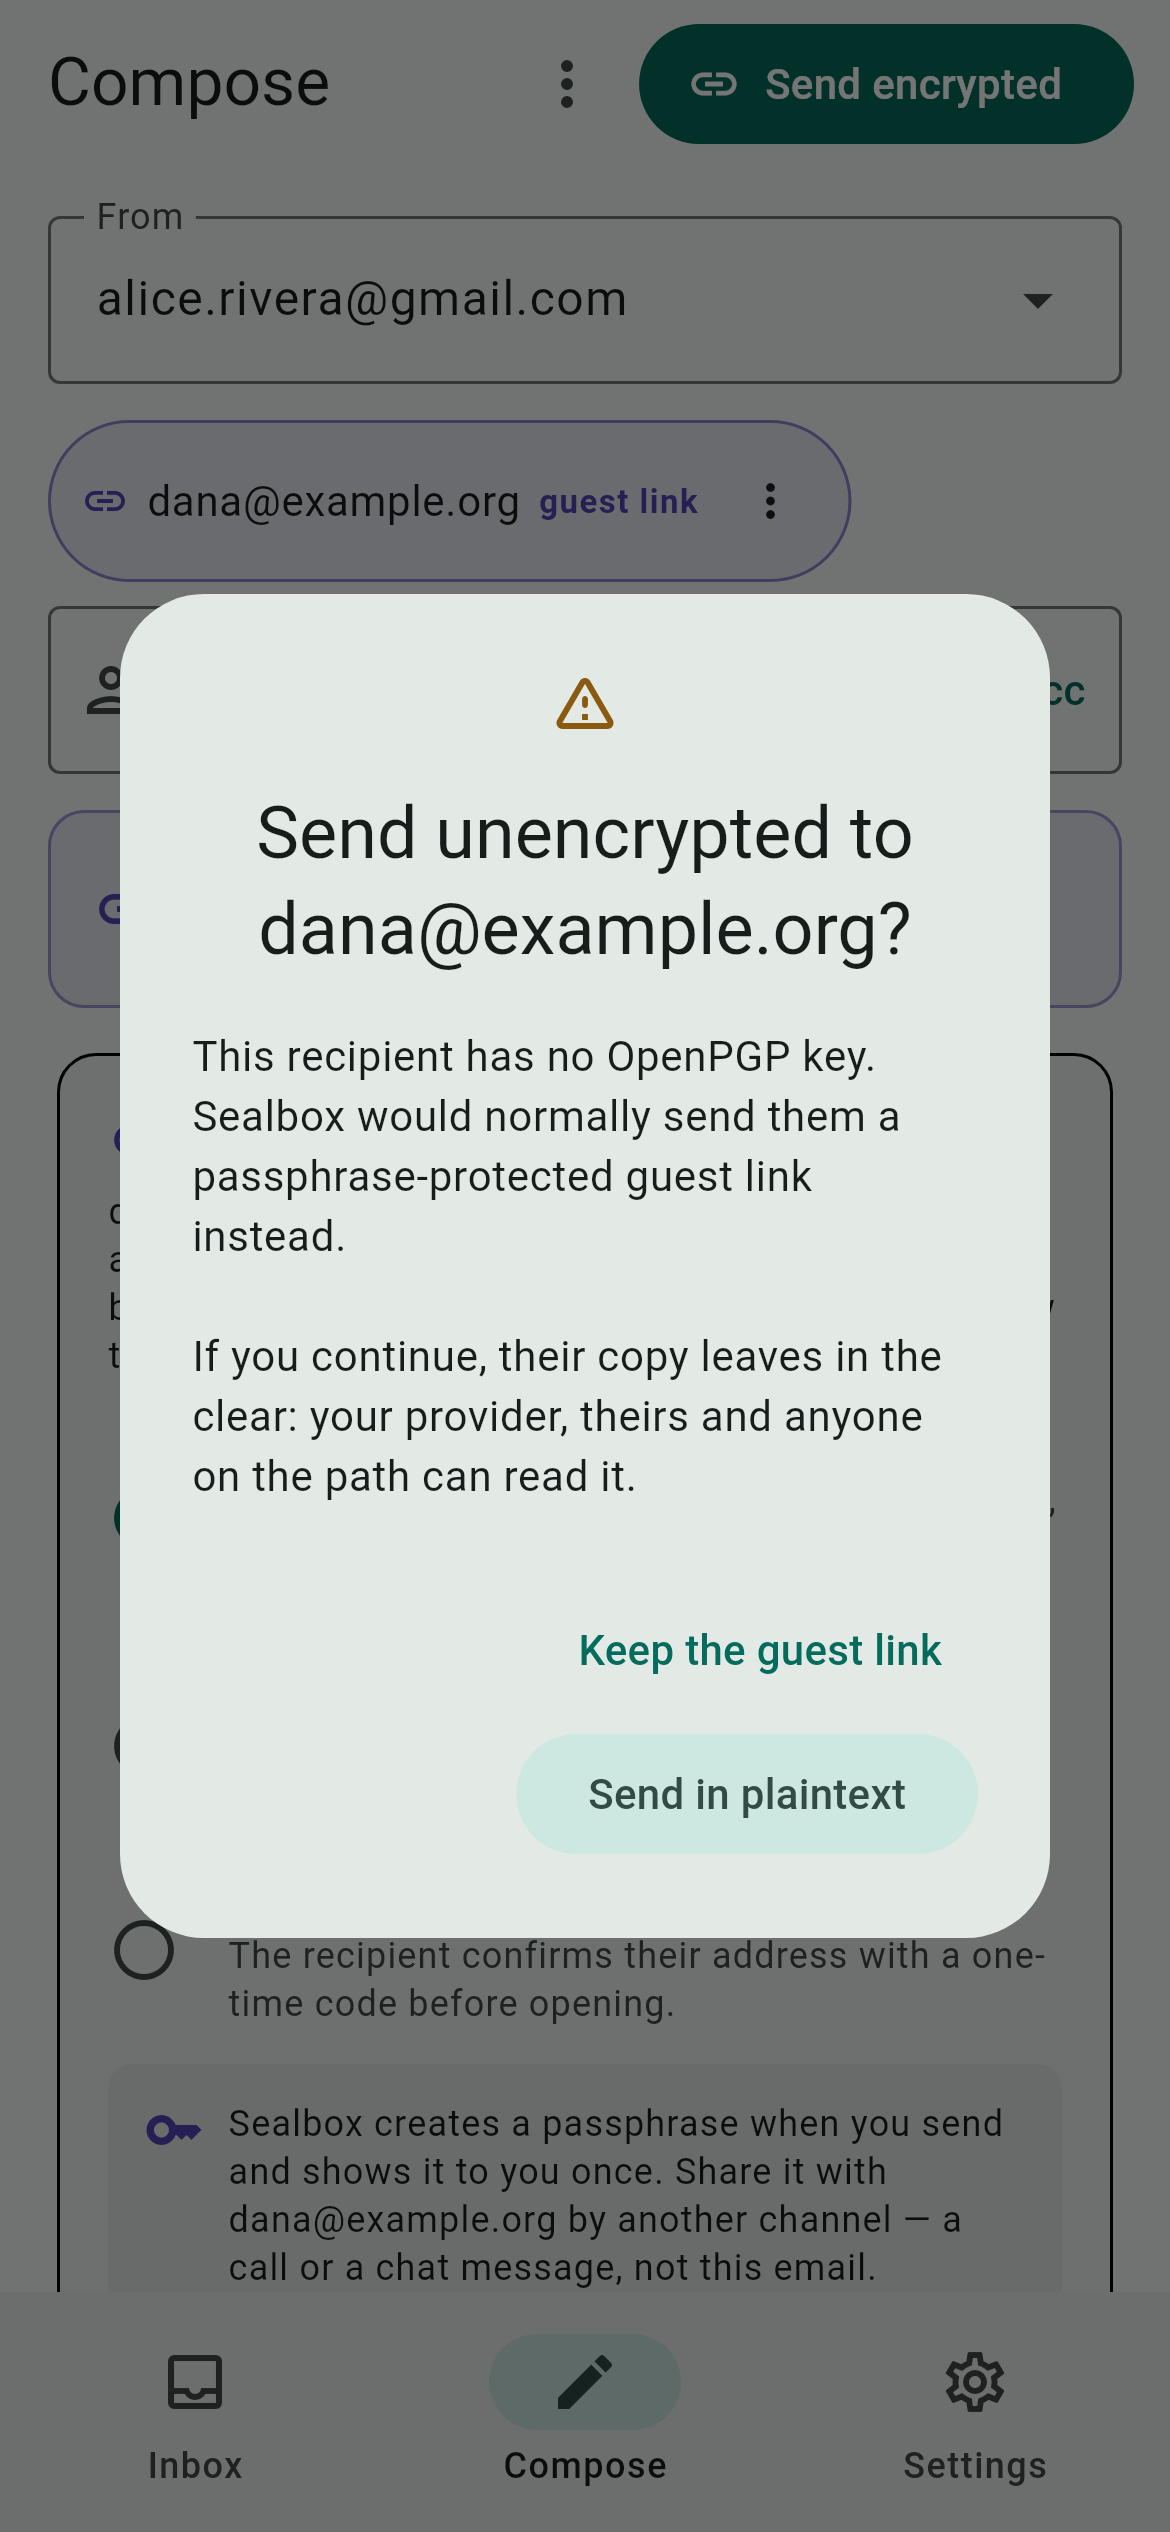 Compose
Send encrypted
From
alice.rivera@gmail.com
dana@example.org guest link
Send unencrypted to
dana@example.org?
This recipient has no OpenPGP key.
Sealbox would normally send them a
passphrase-protected guest link
instead.
If you continue, their copy leaves in the
clear: your provider, theirs and anyone
on the path can read it.
Keep the guest link
Send in plaintext
The recipient confirms their address with a one-
time code before opening.
Sealbox creates a passphrase when you send
and shows it to you once. Share it with
dana@example.org by another channel — a
call or a chat message, not this email.
Inbox
Compose
Settings